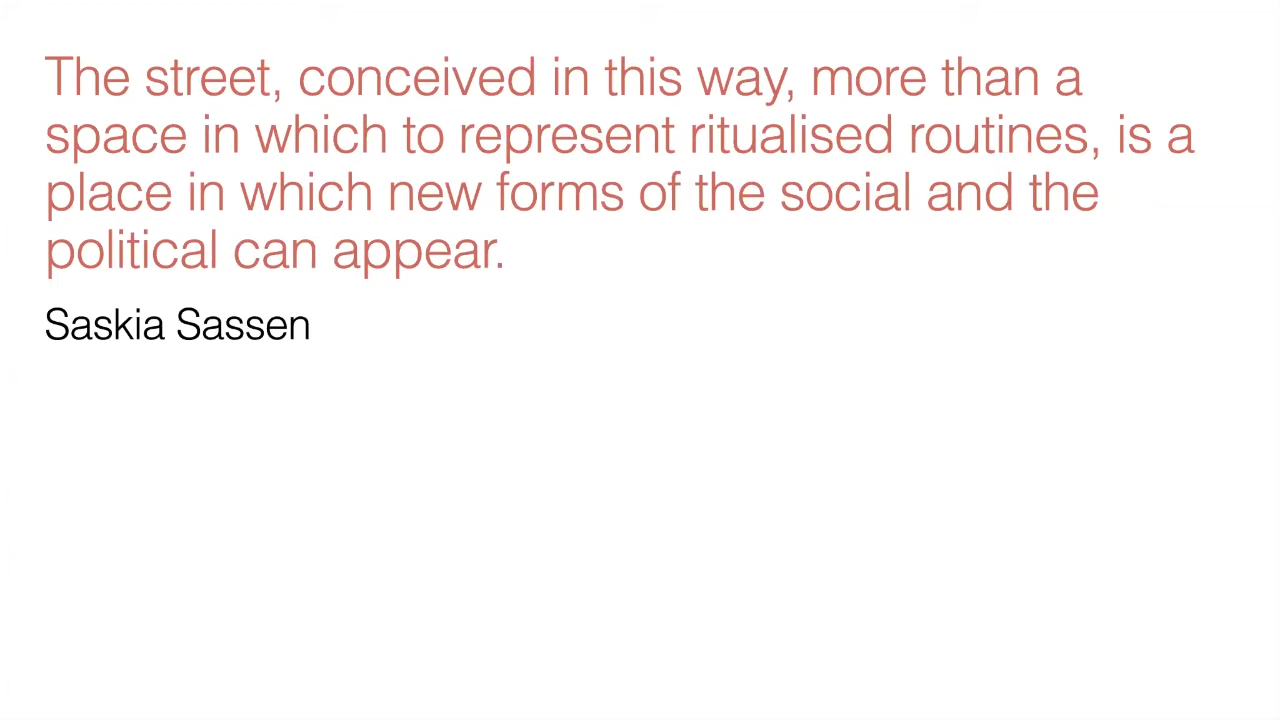 The street, conceived in this way, more than a
space in which to represent ritualised routines, is a
place in which new forms of the social and the
political can appear.
Saskia Sassen